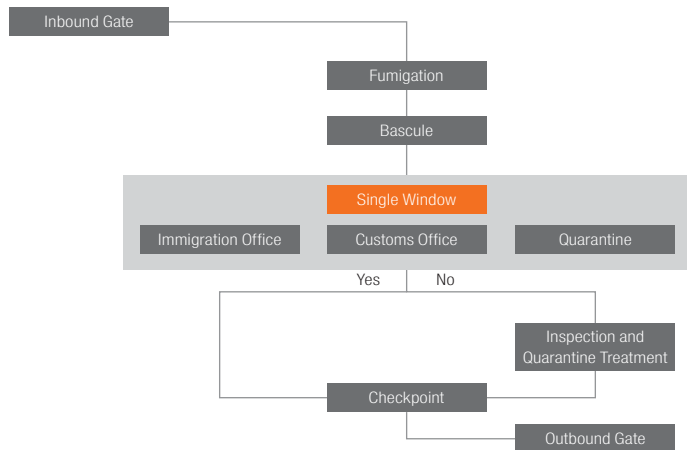 Inbound Gate
Fumigation
Bascule
Single Window
Immigration Office
Customs Office
Quarantine
Yes
No
Inspection and
Quarantine Treatment
Checkpoint
Outbound Gate